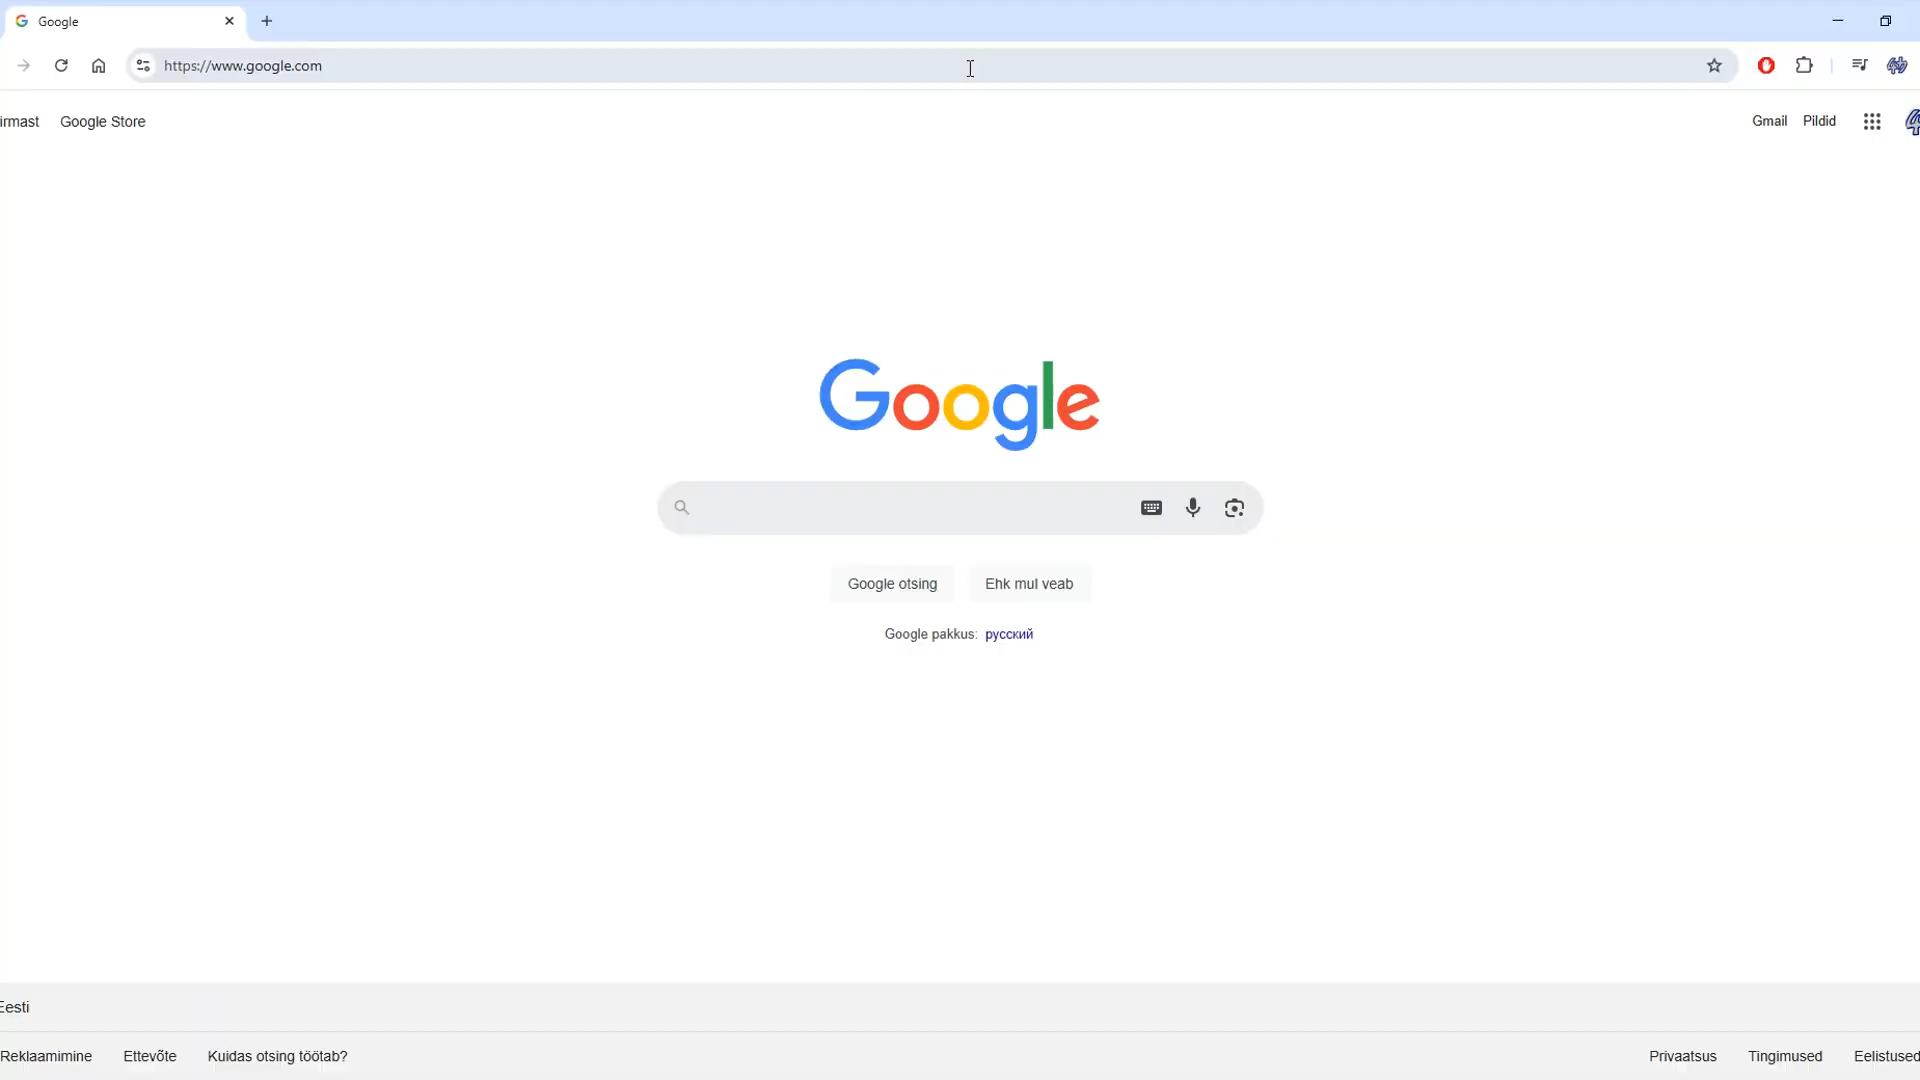 Google
https://www.google.com
irmast Google Store
Gmail Pildid
Google
Google otsing Ehk mul veab
Google pakkus: русский
Eesti
Reklaamimine Ettevõte Kuidas otsing töötab?
Privaatsus Tingimused Eelistused